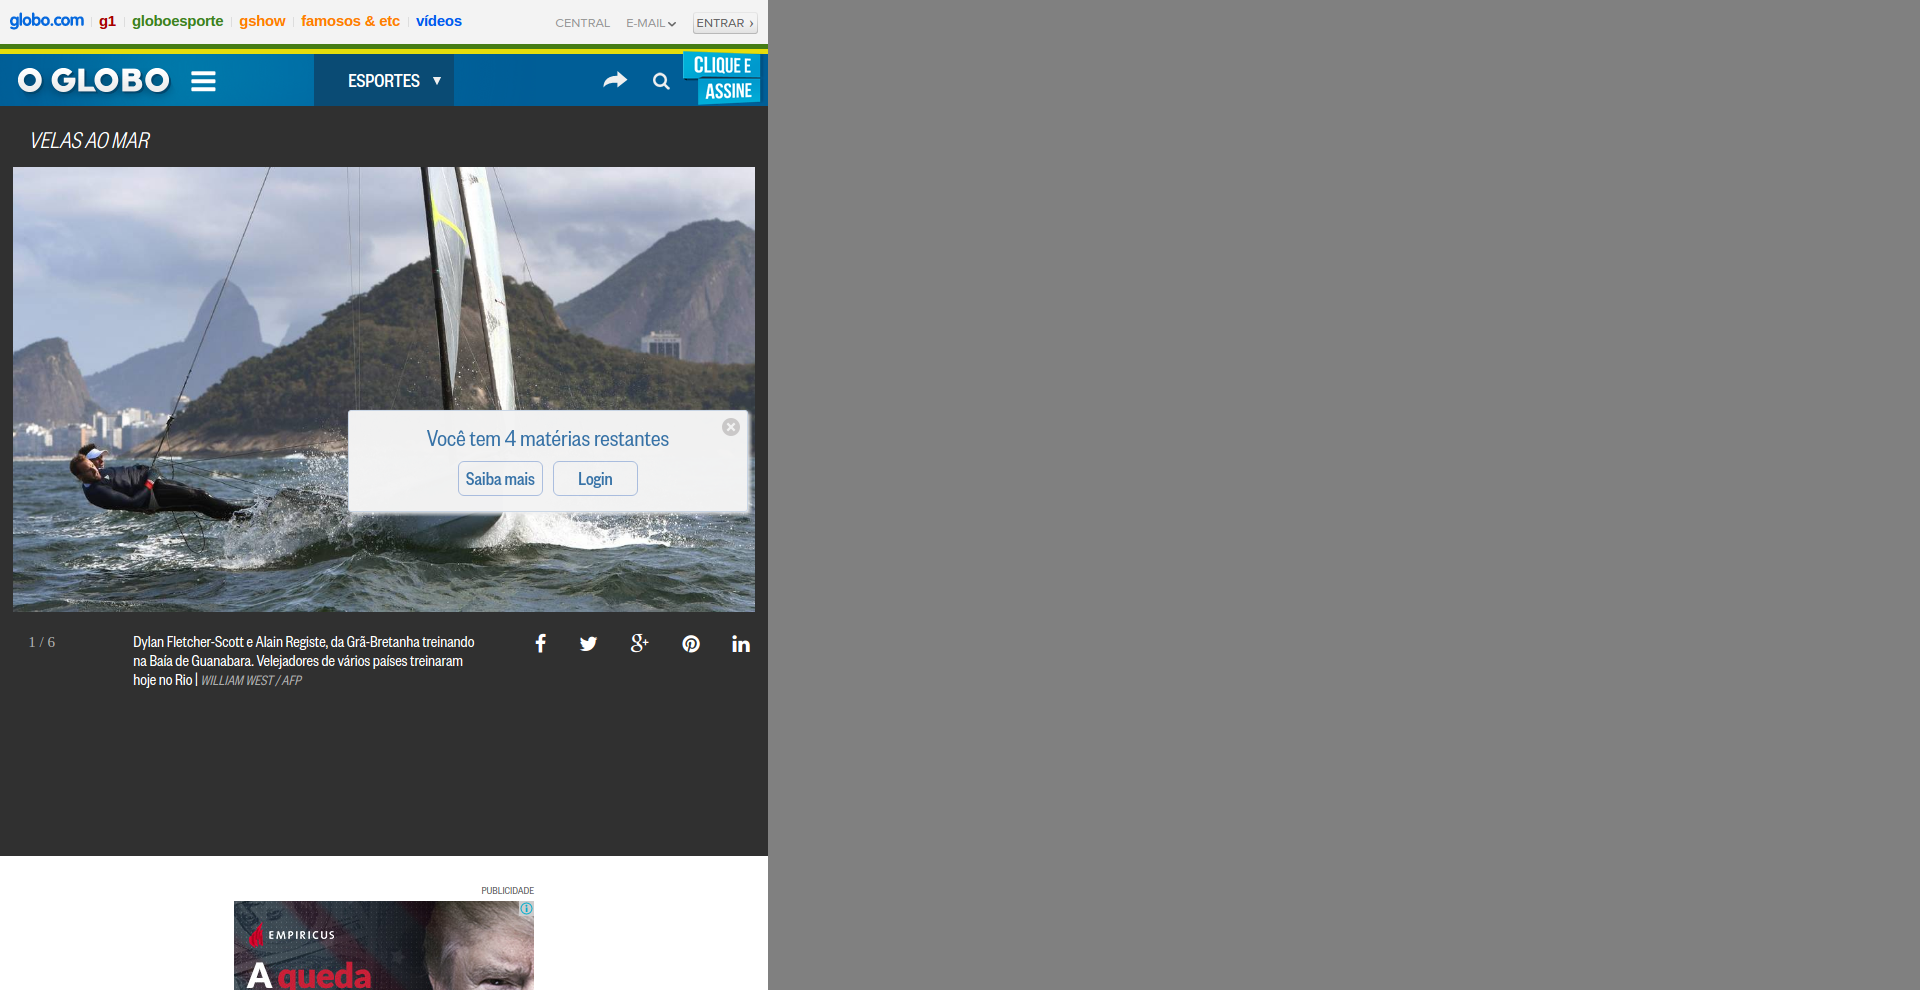 globo.com g1 globoesporte gshow famosos & etc vídeos CENTRAL E-MAIL ENTRAR ›
O GLOBO ESPORTES ▼ CLIQUE E
ASSINE
VELAS AO MAR
Você tem 4 matérias restantes
Saiba mais Login
1 / 6
Dylan Fletcher-Scott e Alain Registe, da Grã-Bretanha treinando
na Baía de Guanabara. Velejadores de vários países treinaram
hoje no Rio | WILLIAM WEST / AFP
PUBLICIDADE
EMPIRICUS
A queda